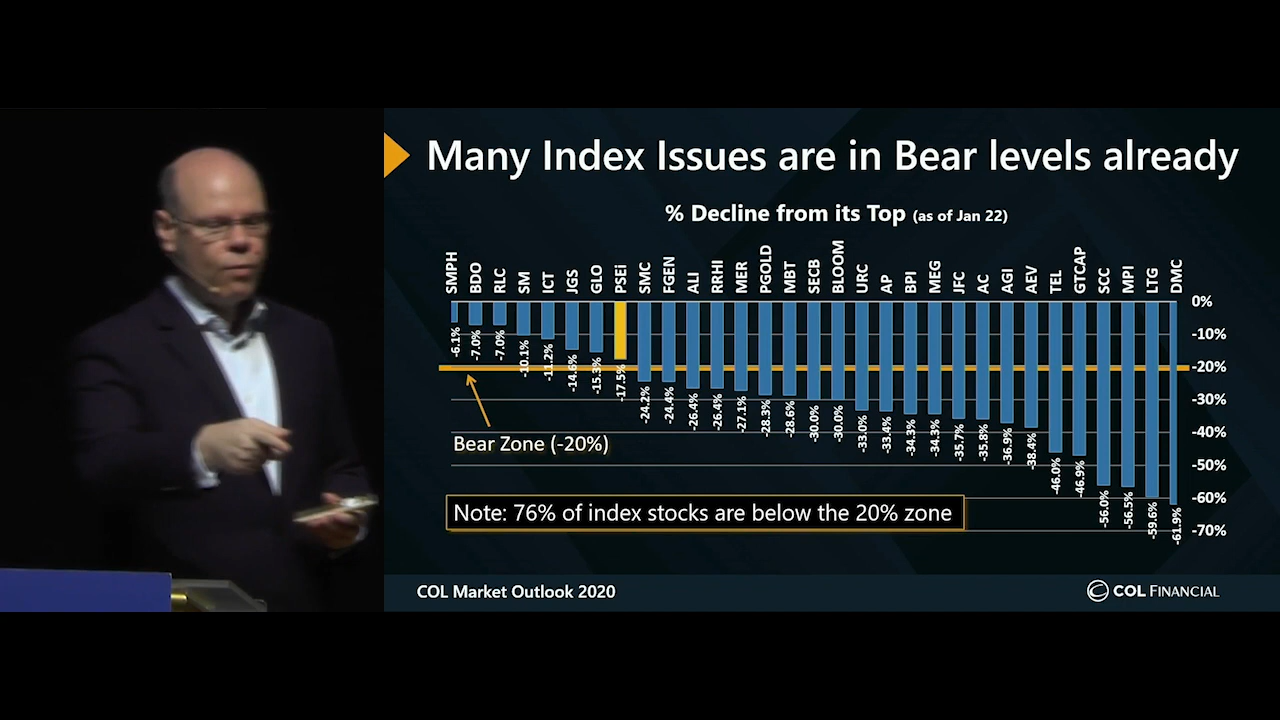 Many Index Issues are in Bear levels already
% Decline from its Top (as of Jan 22)
SMPH
BDO
RLC
SM
ICT
JGS
GLO
PSEi
SMC
FGEN
ALI
RRHI
MER
PGOLD
MBT
SECB
BLOOM
URC
AP
BPI
MEG
JFC
AC
AGI
AEV
TEL
GTCAP
SCC
MPI
LTG
DMC
0%
-10%
-20%
-30%
-40%
-50%
-60%
-70%
-6.1%
-7.0%
-7.0%
-10.1%
-11.2%
-14.6%
-15.3%
-17.5%
-24.2%
-24.4%
-26.4%
-26.4%
-27.1%
-28.3%
-28.6%
-30.0%
-30.0%
-33.0%
-33.4%
-34.3%
-34.3%
-35.7%
-35.8%
-36.9%
-38.4%
-46.0%
-46.9%
-56.0%
-56.5%
-59.6%
-61.9%
Bear Zone (-20%)
Note: 76% of index stocks are below the 20% zone
COL Market Outlook 2020
COL FINANCIAL